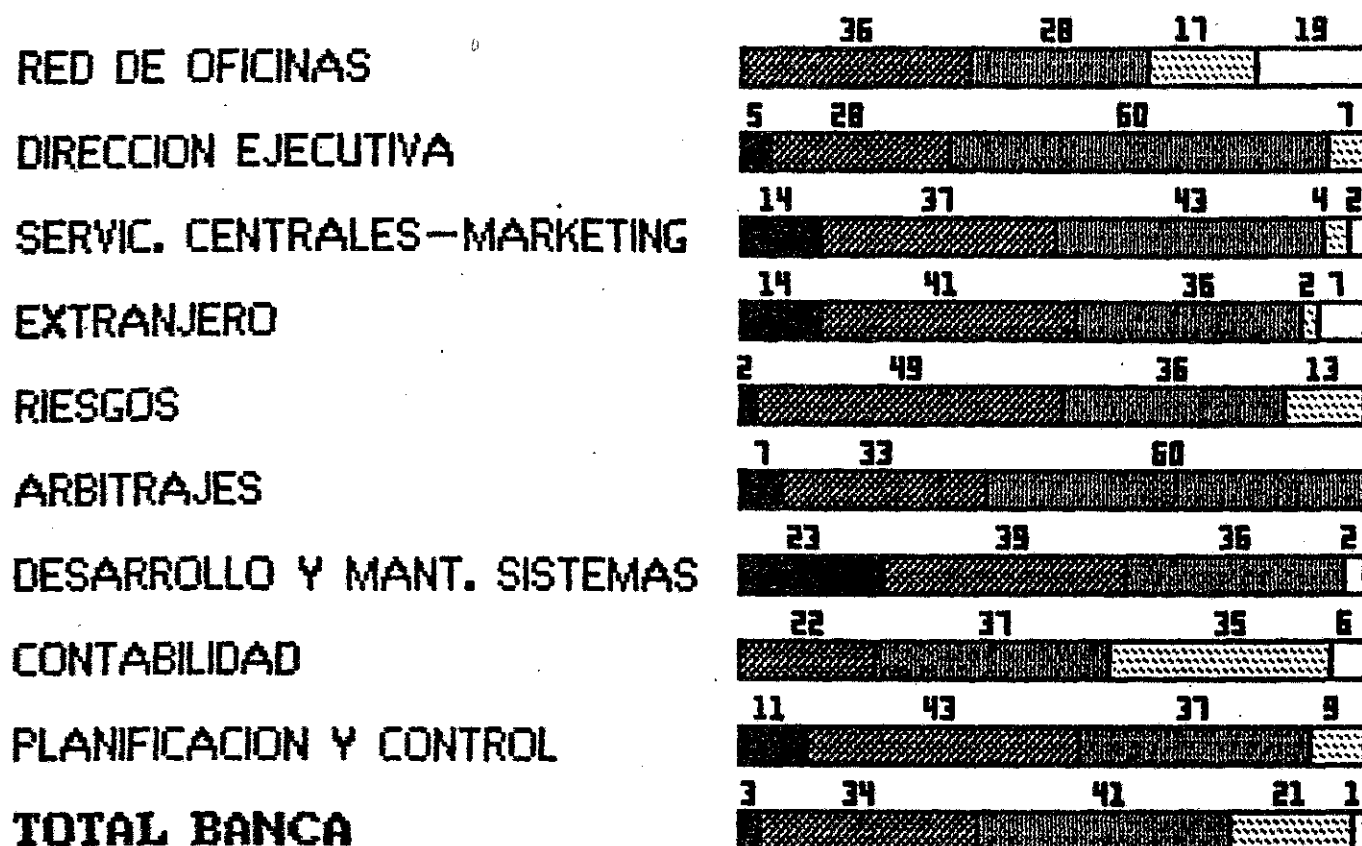 36 28 17 19
RED DE OFICINAS
5 28 60 7
DIRECCION EJECUTIVA
14 37 43 4 2
SERVIC. CENTRALES-MARKETING
14 41 36 2 7
EXTRANJERO
2 49 36 13
RIESGOS
7 33 60
ARBITRAJES
23 39 36 2
DESARROLLO Y MANT. SISTEMAS
22 37 35 6
CONTABILIDAD
11 43 37 9
PLANIFICACION Y CONTROL
3 34 41 21 1
TOTAL BANCA